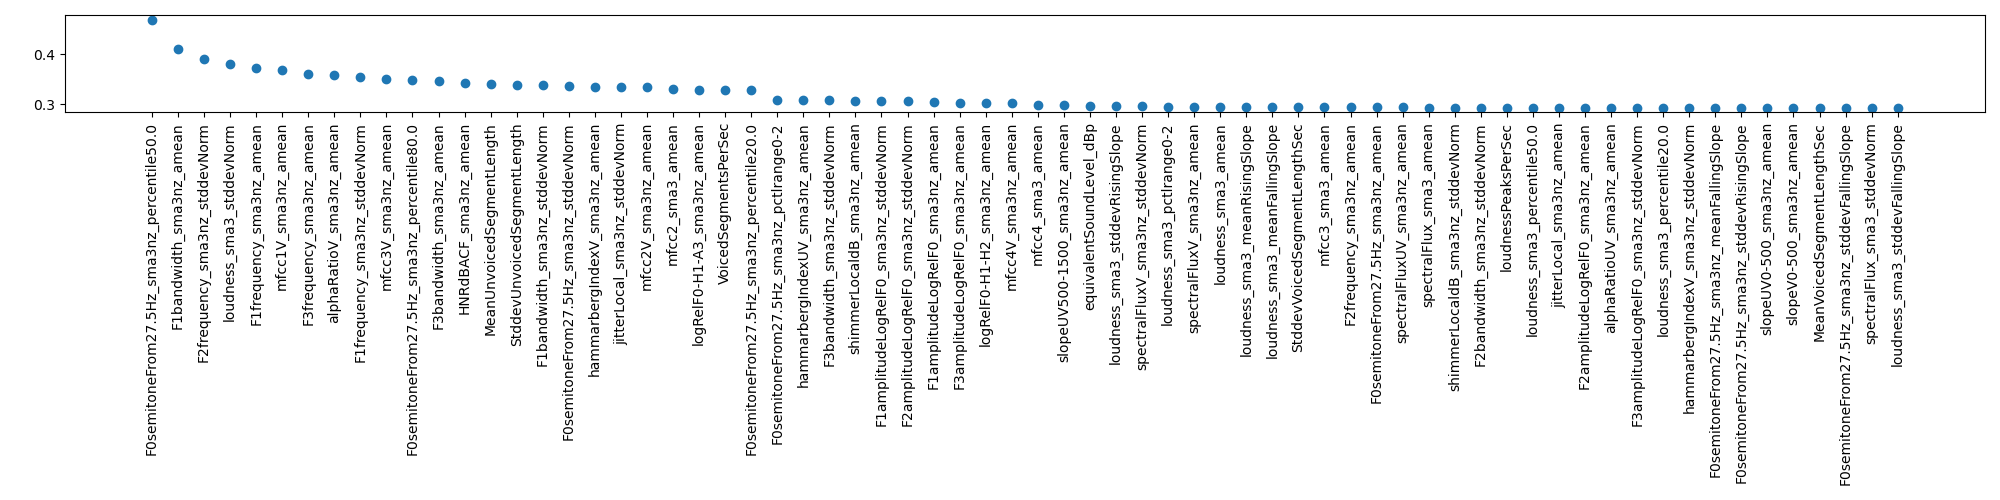 0.4
0.3
F0semitoneFrom27.5Hz_sma3nz_percentile50.0
F1bandwidth_sma3nz_amean
F2frequency_sma3nz_stddevNorm
loudness_sma3_stddevNorm
F1frequency_sma3nz_amean
mfcc1V_sma3nz_amean
F3frequency_sma3nz_amean
alphaRatioV_sma3nz_amean
F1frequency_sma3nz_stddevNorm
mfcc3V_sma3nz_amean
F0semitoneFrom27.5Hz_sma3nz_percentile80.0
F3bandwidth_sma3nz_amean
HNRdBACF_sma3nz_amean
MeanUnvoicedSegmentLength
StddevUnvoicedSegmentLength
F1bandwidth_sma3nz_stddevNorm
F0semitoneFrom27.5Hz_sma3nz_stddevNorm
hammarbergIndexV_sma3nz_amean
jitterLocal_sma3nz_stddevNorm
mfcc2V_sma3nz_amean
mfcc2_sma3_amean
logRelF0-H1-A3_sma3nz_amean
VoicedSegmentsPerSec
F0semitoneFrom27.5Hz_sma3nz_percentile20.0
F0semitoneFrom27.5Hz_sma3nz_pctlrange0-2
hammarbergIndexUV_sma3nz_amean
F3bandwidth_sma3nz_stddevNorm
shimmerLocaldB_sma3nz_amean
F1amplitudeLogRelF0_sma3nz_stddevNorm
F2amplitudeLogRelF0_sma3nz_stddevNorm
F1amplitudeLogRelF0_sma3nz_amean
F3amplitudeLogRelF0_sma3nz_amean
logRelF0-H1-H2_sma3nz_amean
mfcc4V_sma3nz_amean
mfcc4_sma3_amean
slopeUV500-1500_sma3nz_amean
equivalentSoundLevel_dBp
loudness_sma3_stddevRisingSlope
spectralFluxV_sma3nz_stddevNorm
loudness_sma3_pctlrange0-2
spectralFluxV_sma3nz_amean
loudness_sma3_amean
loudness_sma3_meanRisingSlope
loudness_sma3_meanFallingSlope
StddevVoicedSegmentLengthSec
mfcc3_sma3_amean
F2frequency_sma3nz_amean
F0semitoneFrom27.5Hz_sma3nz_amean
spectralFluxUV_sma3nz_amean
spectralFlux_sma3_amean
shimmerLocaldB_sma3nz_stddevNorm
F2bandwidth_sma3nz_stddevNorm
loudnessPeaksPerSec
loudness_sma3_percentile50.0
jitterLocal_sma3nz_amean
F2amplitudeLogRelF0_sma3nz_amean
alphaRatioUV_sma3nz_amean
F3amplitudeLogRelF0_sma3nz_stddevNorm
loudness_sma3_percentile20.0
hammarbergIndexV_sma3nz_stddevNorm
F0semitoneFrom27.5Hz_sma3nz_meanFallingSlope
F0semitoneFrom27.5Hz_sma3nz_stddevRisingSlope
slopeUV0-500_sma3nz_amean
slopeV0-500_sma3nz_amean
MeanVoicedSegmentLengthSec
F0semitoneFrom27.5Hz_sma3nz_stddevFallingSlope
spectralFlux_sma3_stddevNorm
loudness_sma3_stddevFallingSlope